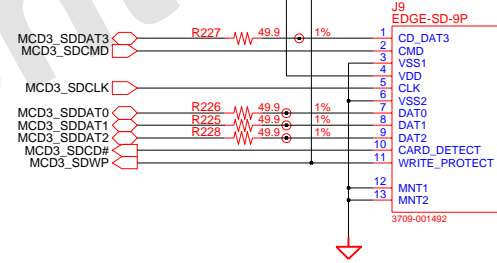 J9
EDGE-SD-9P
MCD3_SDDAT3 R227 49.9 1% 1 CD_DAT3
MCD3_SDCMD 2 CMD
3 VSS1
4 VDD
MCD3_SDCLK 5 CLK
6 VSS2
MCD3_SDDAT0 R226 49.9 1% 7 DAT0
MCD3_SDDAT1 R225 49.9 1% 8 DAT1
MCD3_SDDAT2 R228 49.9 1% 9 DAT2
MCD3_SDCD# 10 CARD_DETECT
MCD3_SDWP 11 WRITE_PROTECT
12 MNT1
13 MNT2
3709-001492